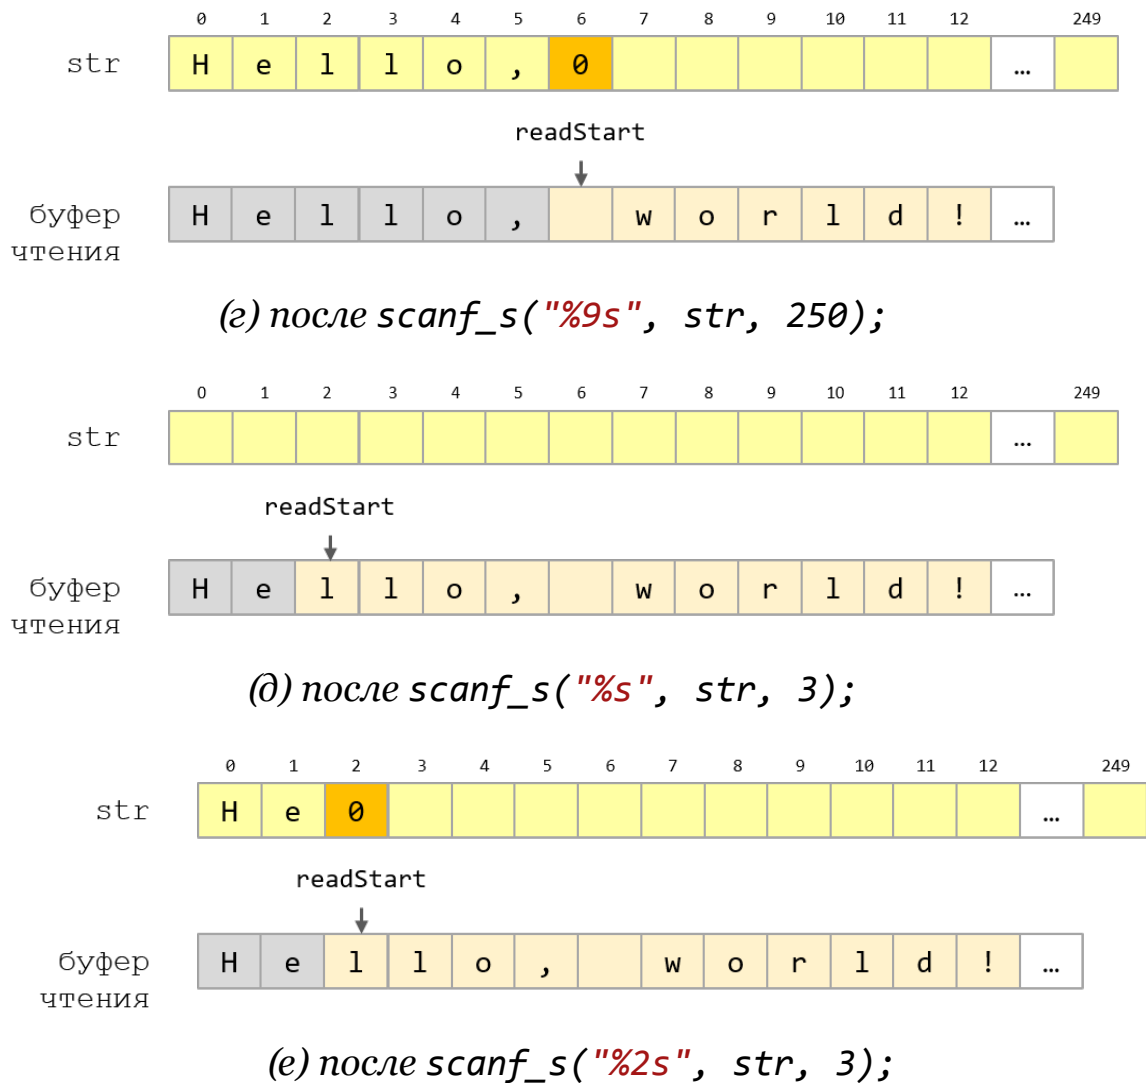 0 1 2 3 4 5 6 7 8 9 10 11 12 249
str H e l l o , 0 …
readStart
буфер чтения H e l l o , w o r l d ! …
(г) после scanf_s("%9s", str, 250);
0 1 2 3 4 5 6 7 8 9 10 11 12 249
str …
readStart
буфер чтения H e l l o , w o r l d ! …
(д) после scanf_s("%s", str, 3);
0 1 2 3 4 5 6 7 8 9 10 11 12 249
str H e 0 …
readStart
буфер чтения H e l l o , w o r l d ! …
(е) после scanf_s("%2s", str, 3);